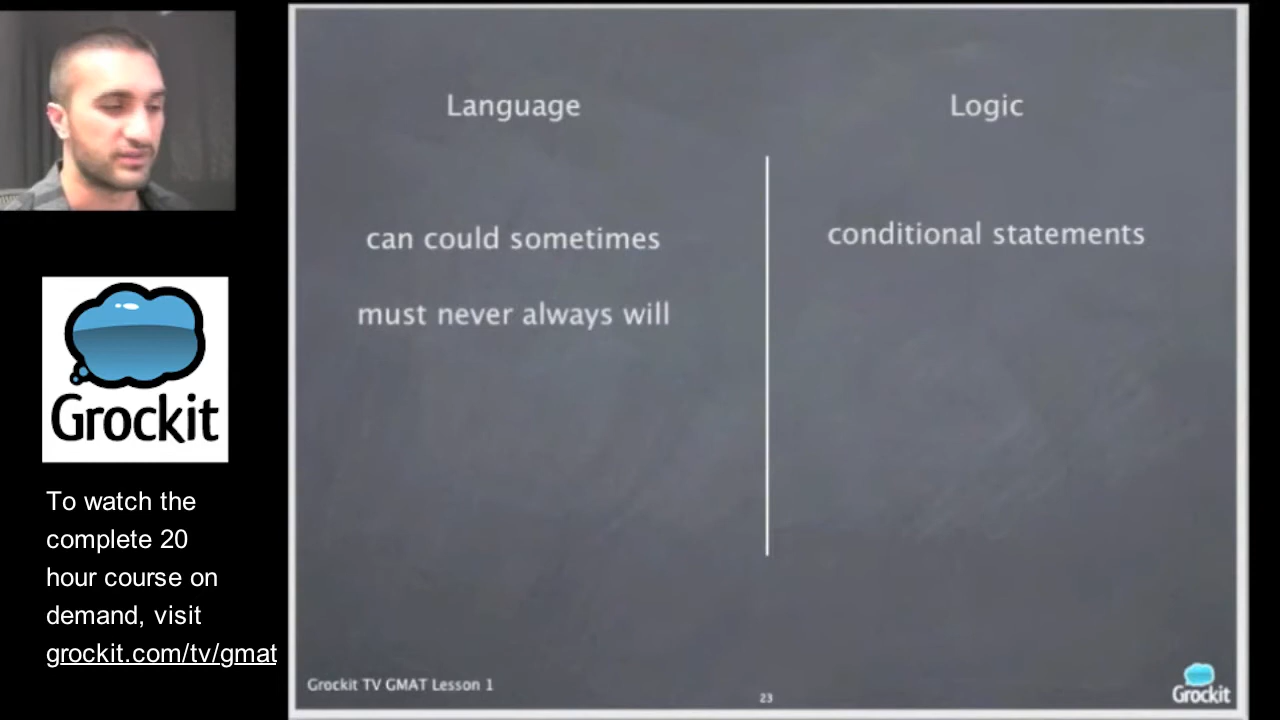 Language
Logic
can could sometimes
conditional statements
must never always will
Grockit
To watch the
complete 20
hour course on
demand, visit
grockit.com/tv/gmat
Grockit TV GMAT Lesson 1
23
Grockit